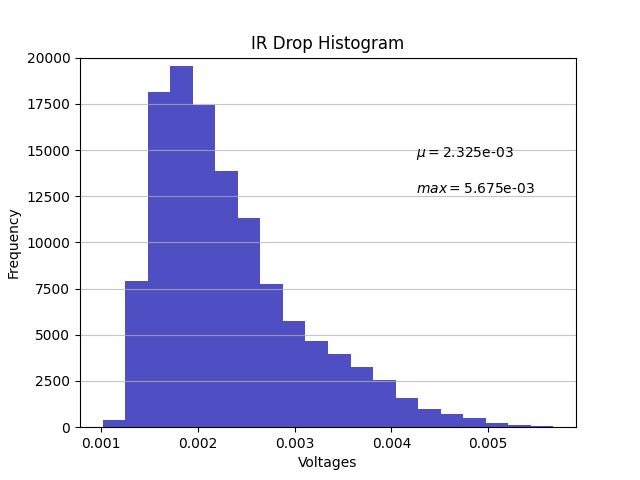 IR Drop Histogram
20000
17500
15000
12500
10000
7500
5000
2500
0
Frequency
μ = 2.325e-03
max = 5.675e-03
0.001 0.002 0.003 0.004 0.005
Voltages